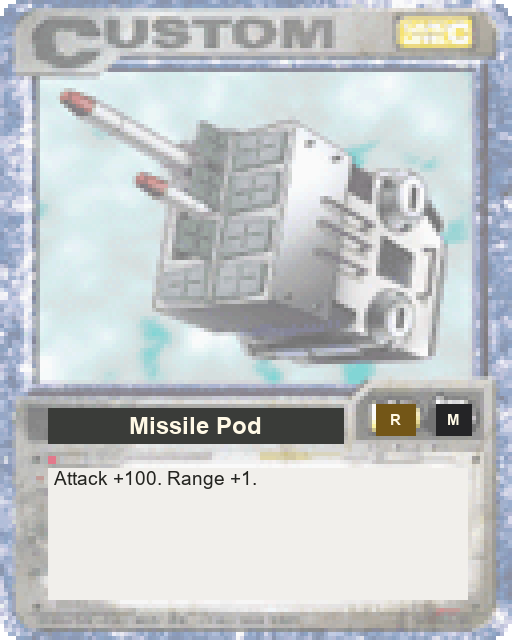 CUSTOM
C
Missile Pod
R
M
Attack +100. Range +1.